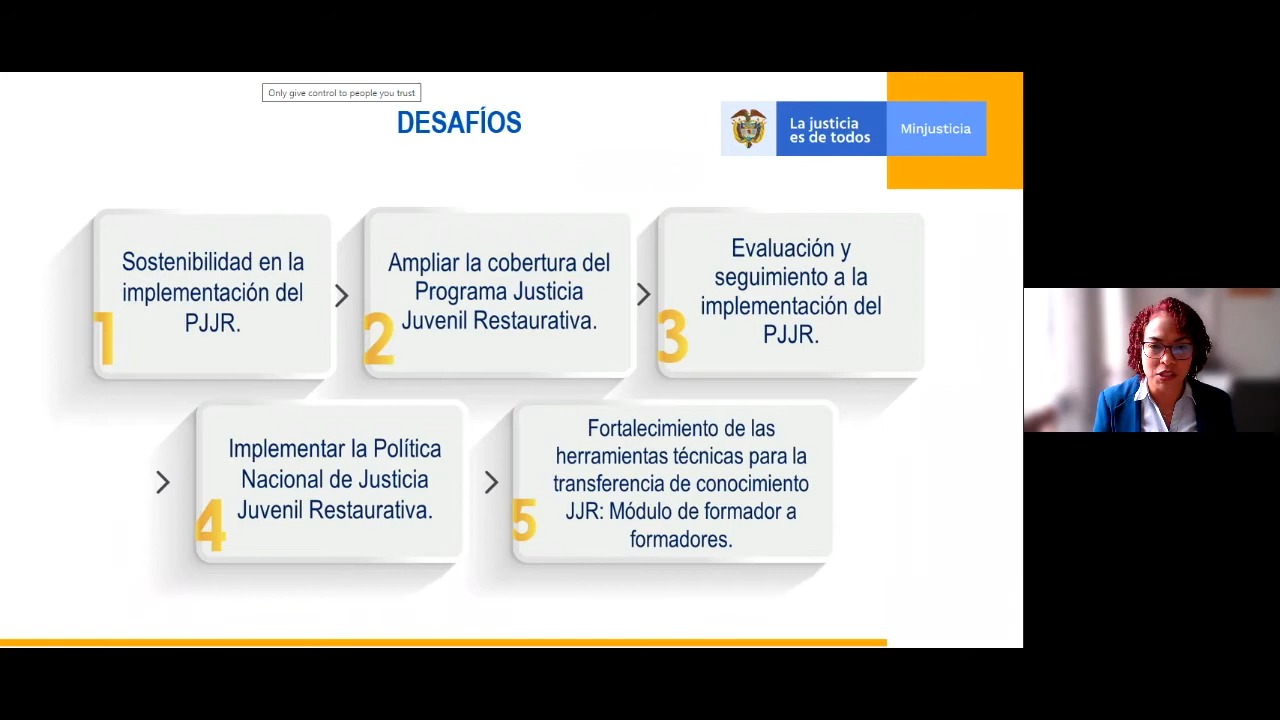 Only give control to people you trust
DESAFÍOS
La justicia
es de todos
Minjusticia
Sostenibilidad en la
implementación del
PJJR.
1
Ampliar la cobertura del
Programa Justicia
Juvenil Restaurativa.
2
Evaluación y
seguimiento a la
implementación del
PJJR.
3
Implementar la Política
Nacional de Justicia
Juvenil Restaurativa.
4
Fortalecimiento de las
herramientas técnicas para la
transferencia de conocimiento
JJR: Módulo de formador a
formadores.
5